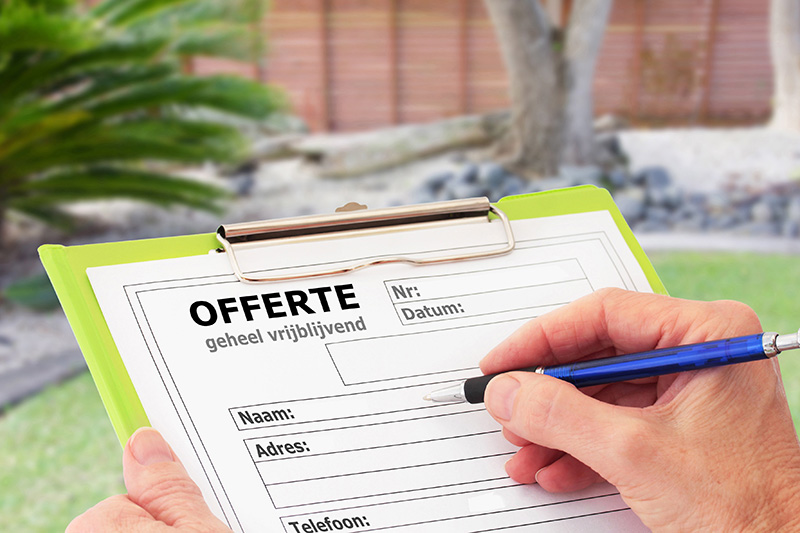 OFFERTE
geheel vrijblijvend
Nr:
Datum:
Naam:
Adres:
Telefoon: